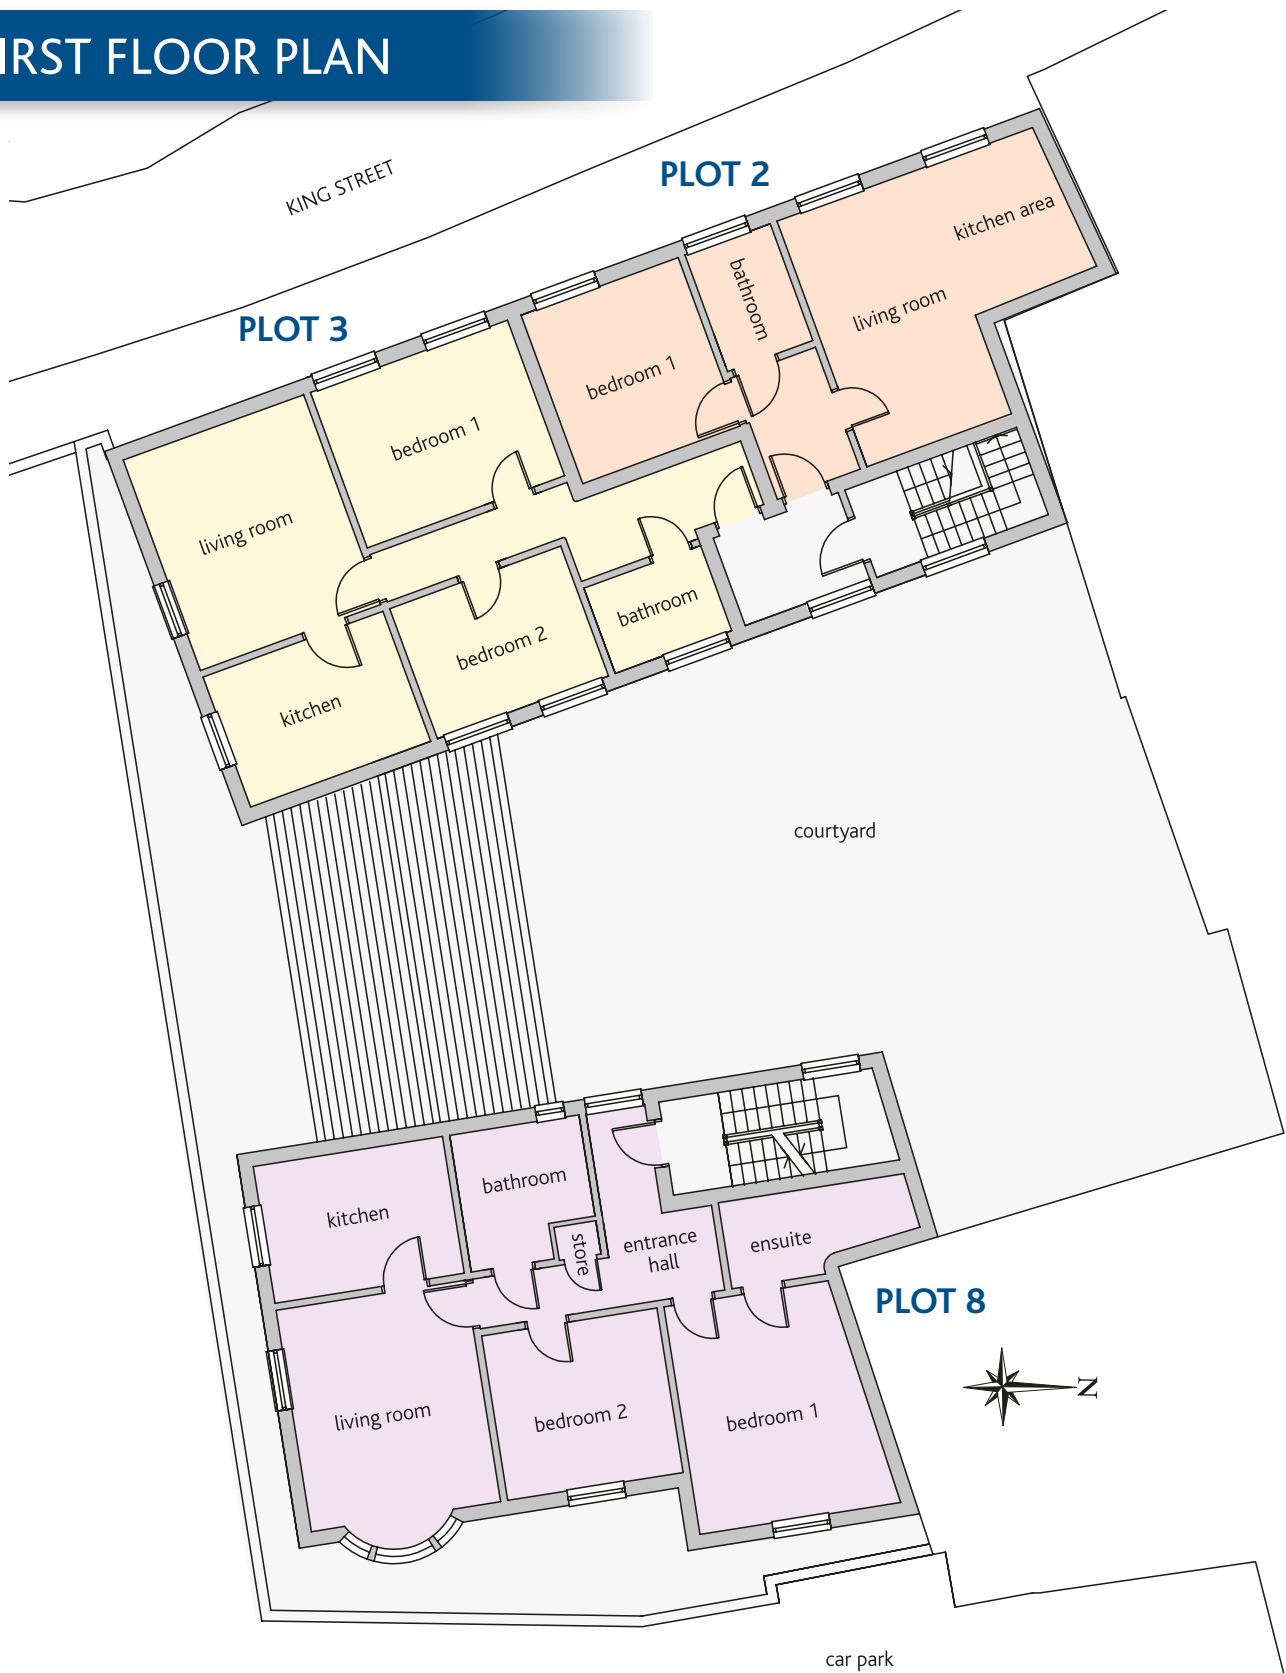 IRST FLOOR PLAN
KING STREET
PLOT 2
kitchen area
living room
bathroom
bedroom 1
PLOT 3
bedroom 1
living room
bathroom
bedroom 2
kitchen
courtyard
bathroom
kitchen
store
entrance
hall
ensuite
PLOT 8
living room
bedroom 2
bedroom 1
N
car park